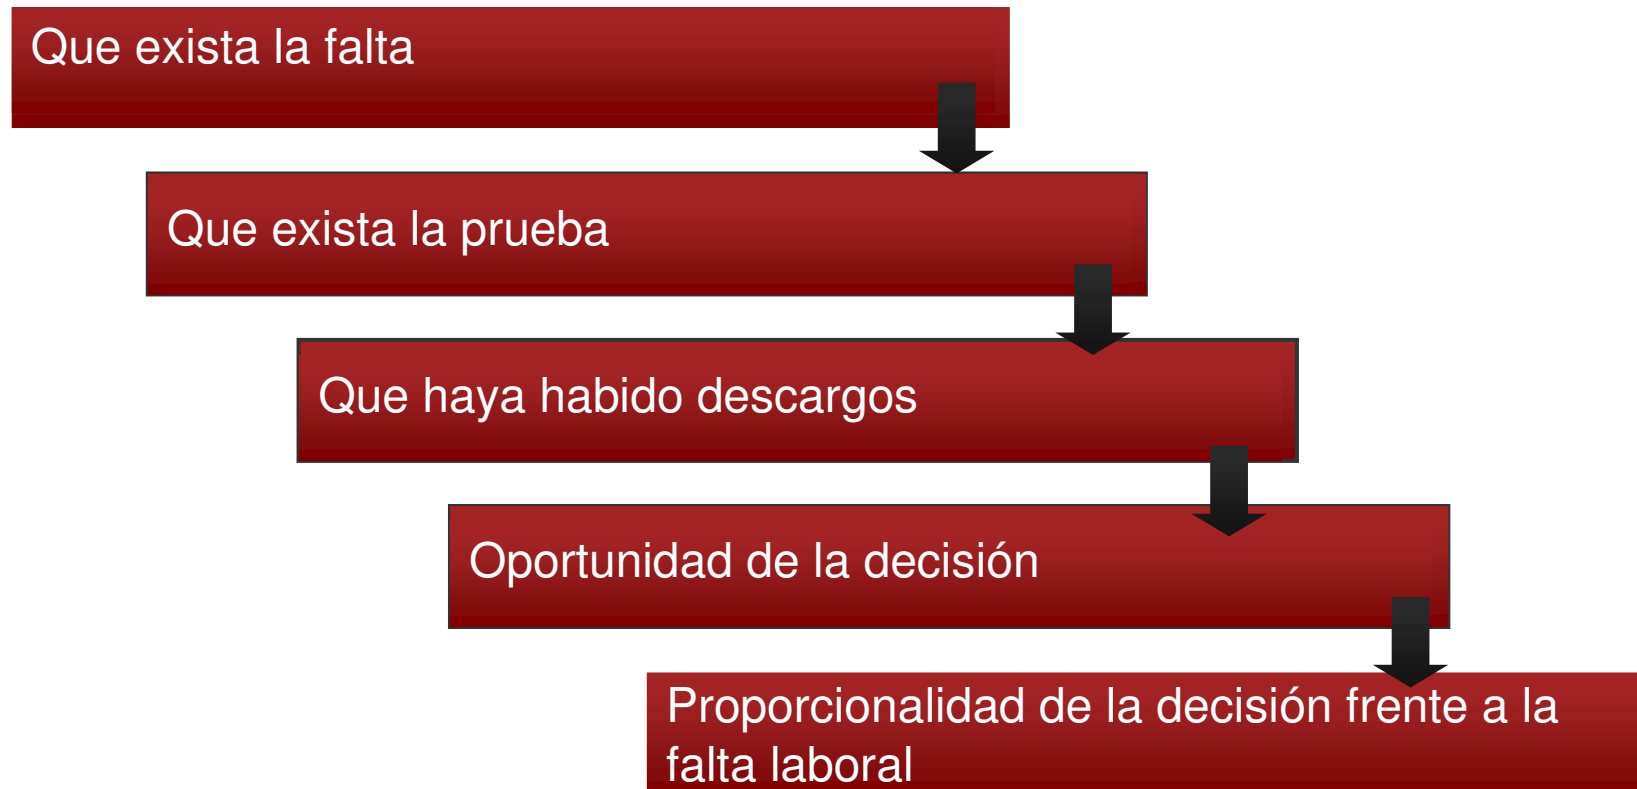 Que exista la falta
Que exista la prueba
Que haya habido descargos
Oportunidad de la decisión
Proporcionalidad de la decisión frente a la
falta laboral